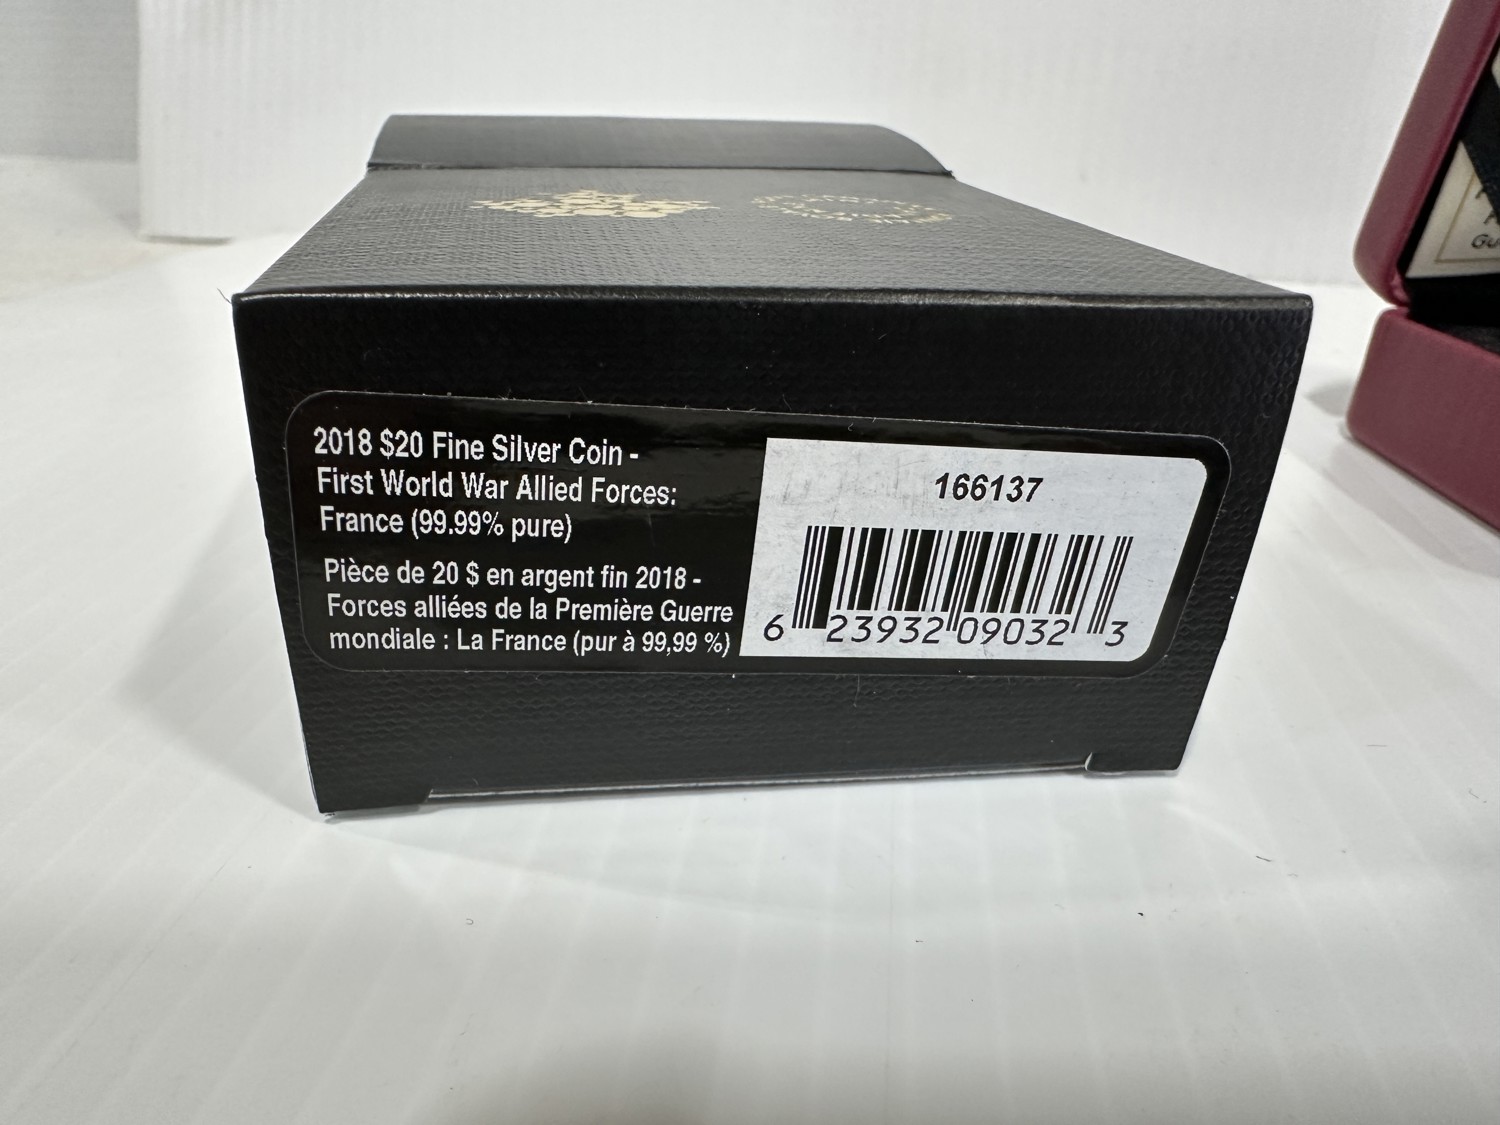 2018 $20 Fine Silver Coin -
First World War Allied Forces:
France (99.99% pure)
Pièce de 20 $ en argent fin 2018 -
Forces alliées de la Première Guerre
mondiale : La France (pur à 99,99 %)
166137
6 23932 09032 3